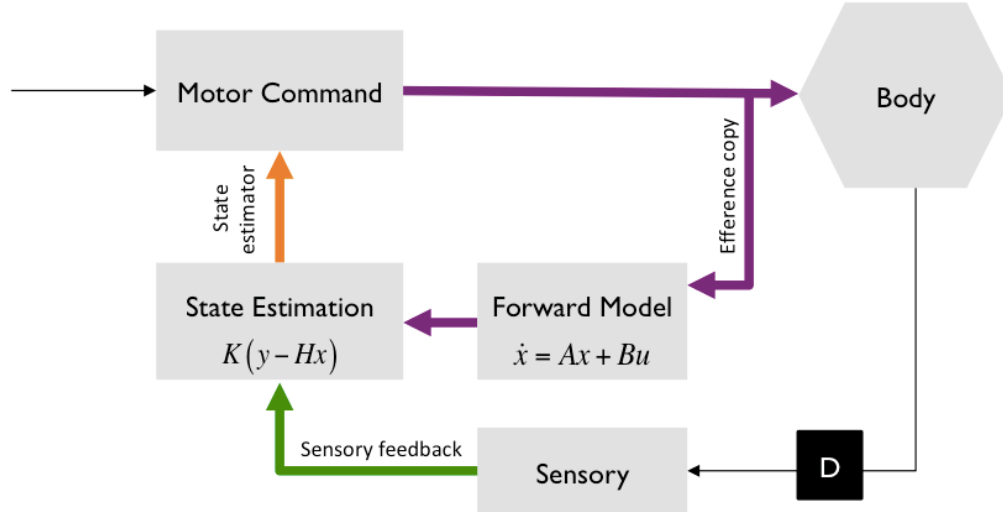 Motor Command
Body
Efference copy
State
estimator
State Estimation
K(y−Hx)
Forward Model
ẋ = Ax + Bu
Sensory feedback
Sensory
D